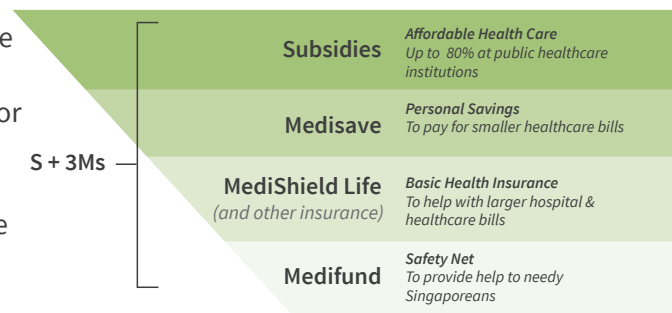 e
or
e
S + 3Ms
Subsidies
Affordable Health Care
Up to 80% at public healthcare
institutions
Medisave
Personal Savings
To pay for smaller healthcare bills
MediShield Life
(and other insurance)
Basic Health Insurance
To help with larger hospital &
healthcare bills
Medifund
Safety Net
To provide help to needy
Singaporeans